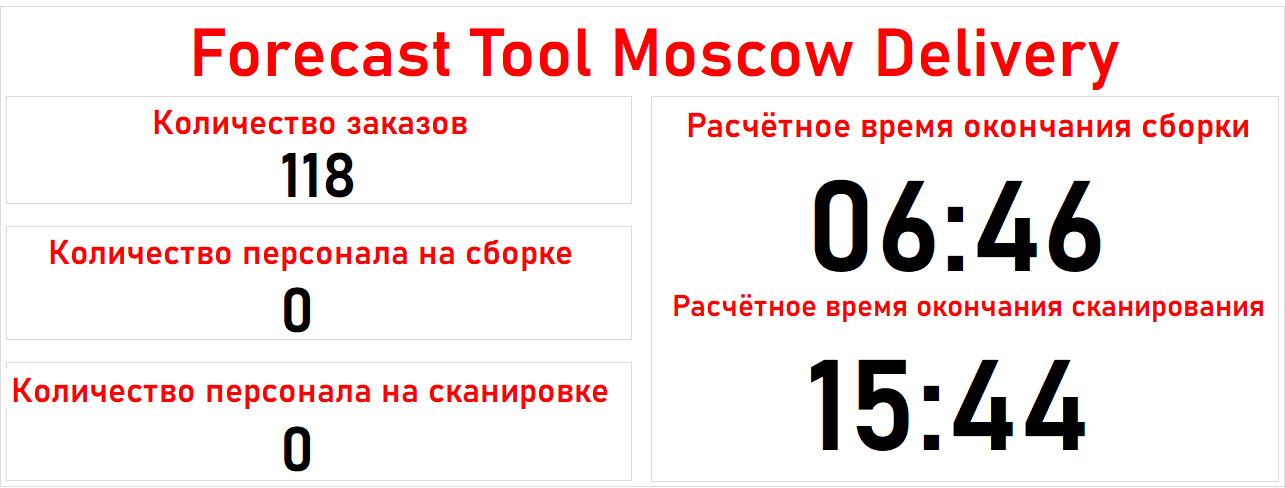 Forecast Tool Moscow Delivery
Количество заказов
118
Количество персонала на сборке
0
Количество персонала на сканировке
0
Расчётное время окончания сборки
06:46
Расчётное время окончания сканирования
15:44